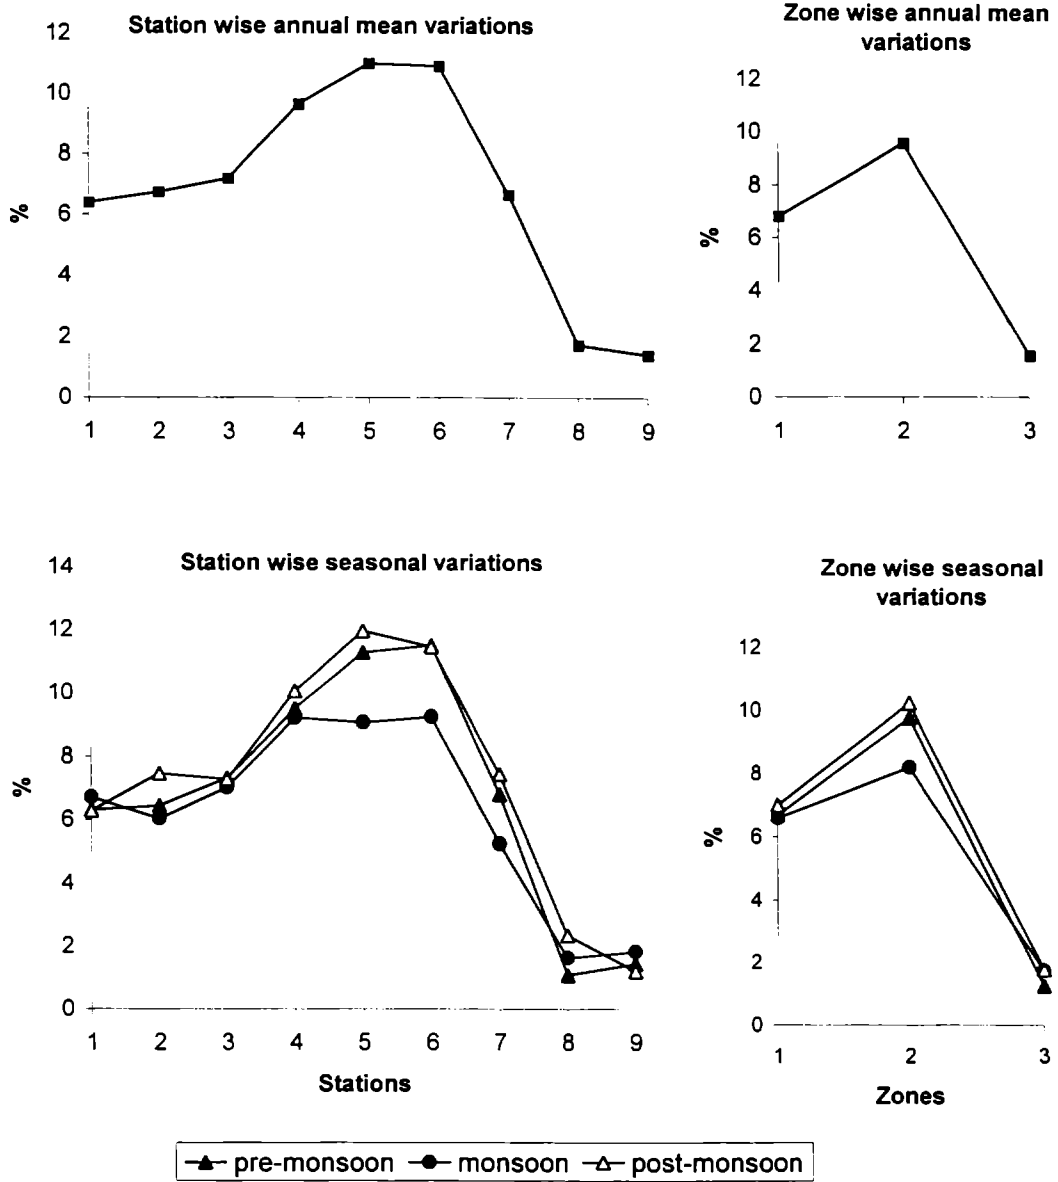 Station wise annual mean variations
12
10
8
6
4
2
0
%
1 2 3 4 5 6 7 8 9
Zone wise annual mean
variations
12
10
8
6
4
2
0
%
1 2 3
Station wise seasonal variations
14
12
10
8
6
4
2
0
%
1 2 3 4 5 6 7 8 9
Stations
Zone wise seasonal
variations
12
10
8
6
4
2
0
%
1 2 3
Zones
pre-monsoon monsoon post-monsoon